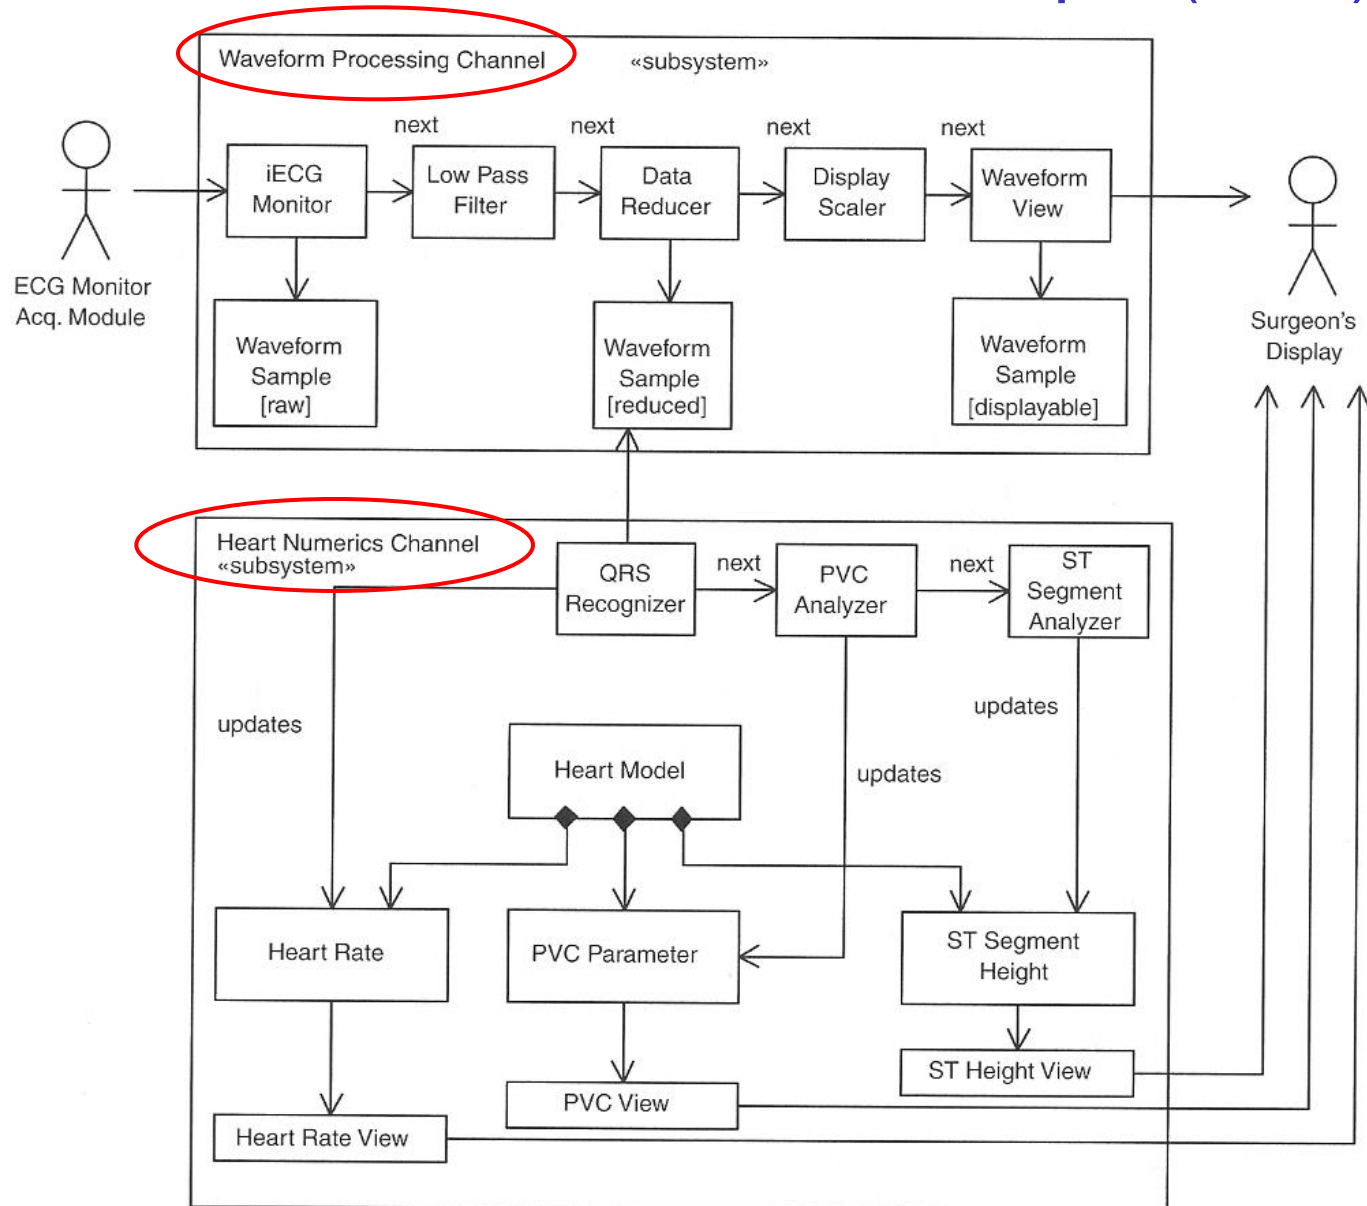 Waveform Processing Channel
«subsystem»
next
next
next
next
iECG
Monitor
Low Pass
Filter
Data
Reducer
Display
Scaler
Waveform
View
ECG Monitor
Acq. Module
Surgeon's
Display
Waveform
Sample
[raw]
Waveform
Sample
[reduced]
Waveform
Sample
[displayable]
Heart Numerics Channel
«subsystem»
QRS
Recognizer
next
PVC
Analyzer
next
ST
Segment
Analyzer
updates
updates
updates
Heart Model
Heart Rate
PVC Parameter
ST Segment
Height
ST Height View
PVC View
Heart Rate View